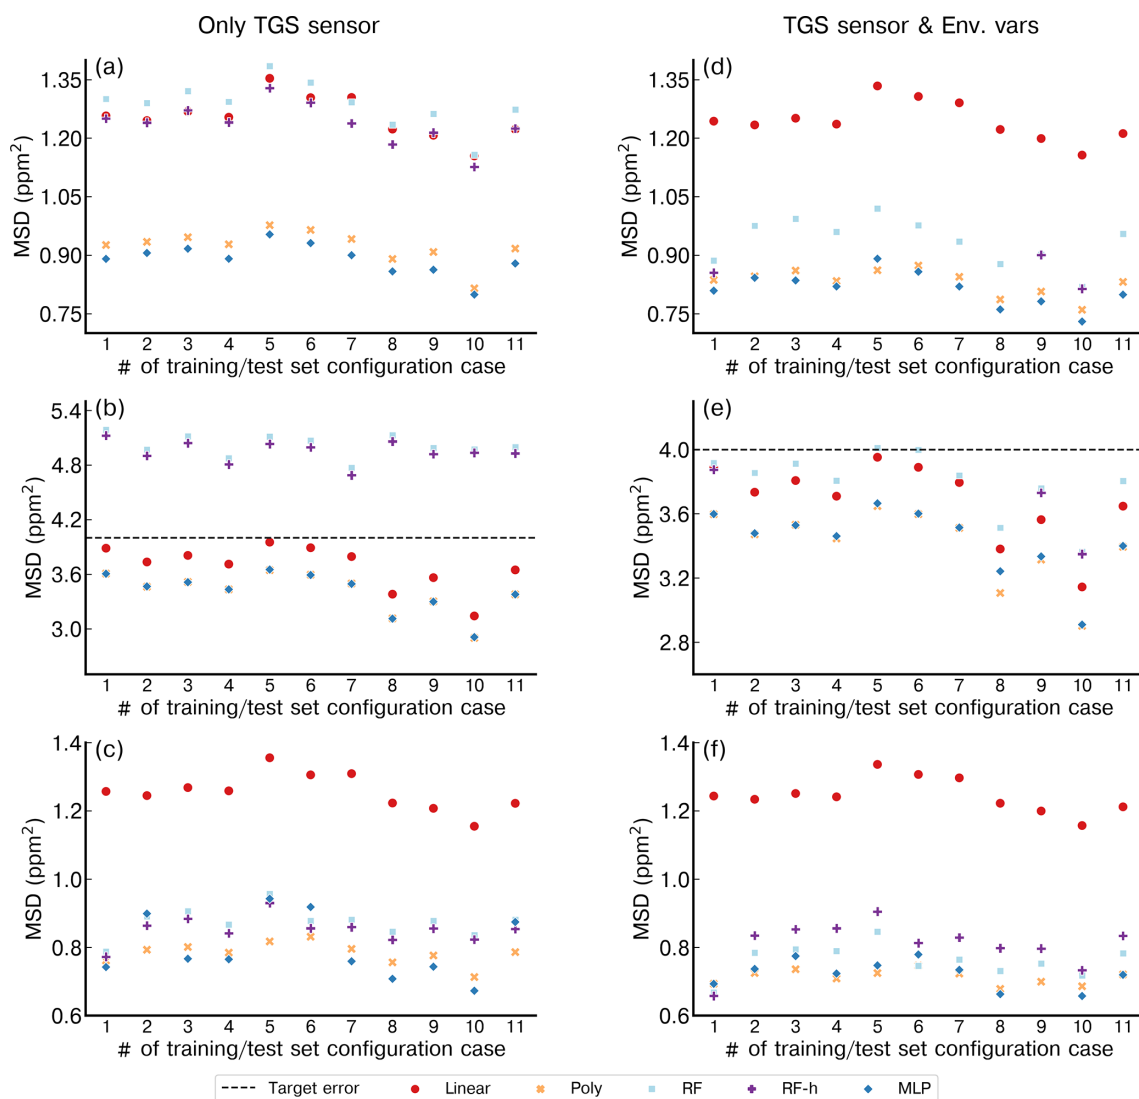 Only TGS sensor
TGS sensor & Env. vars
(a)
1.35
1.20
1.05
0.90
0.75
MSD (ppm²)
1 2 3 4 5 6 7 8 9 10 11
# of training/test set configuration case
(d)
1.35
1.20
1.05
0.90
0.75
MSD (ppm²)
1 2 3 4 5 6 7 8 9 10 11
# of training/test set configuration case
(b)
5.4
4.8
4.2
3.6
3.0
MSD (ppm²)
1 2 3 4 5 6 7 8 9 10 11
# of training/test set configuration case
(e)
4.0
3.6
3.2
2.8
MSD (ppm²)
1 2 3 4 5 6 7 8 9 10 11
# of training/test set configuration case
(c)
1.4
1.2
1.0
0.8
0.6
MSD (ppm²)
1 2 3 4 5 6 7 8 9 10 11
# of training/test set configuration case
(f)
1.4
1.2
1.0
0.8
0.6
MSD (ppm²)
1 2 3 4 5 6 7 8 9 10 11
# of training/test set configuration case
Target error Linear Poly RF RF-h MLP